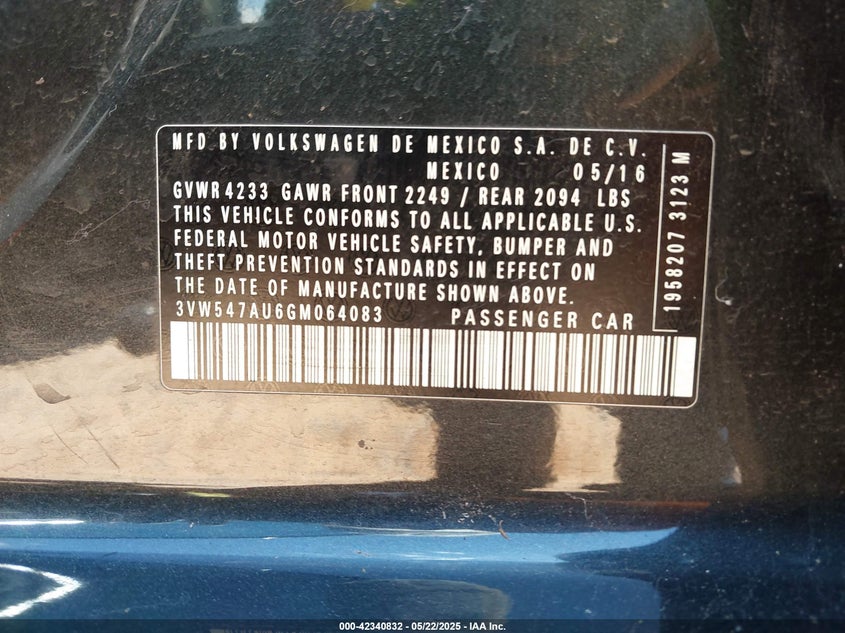 MFD BY VOLKSWAGEN DE MEXICO S.A. DE C.V.
MEXICO 05/16
GVWR 4233 GAWR FRONT 2249 / REAR 2094 LBS
THIS VEHICLE CONFORMS TO ALL APPLICABLE U.S.
FEDERAL MOTOR VEHICLE SAFETY, BUMPER AND
THEFT PREVENTION STANDARDS IN EFFECT ON
THE DATE OF MANUFACTURE SHOWN ABOVE.
3VW547AU6GM064083 PASSENGER CAR
1958207 3123 M
000-42340832 - 05/22/2025 - IAA Inc.